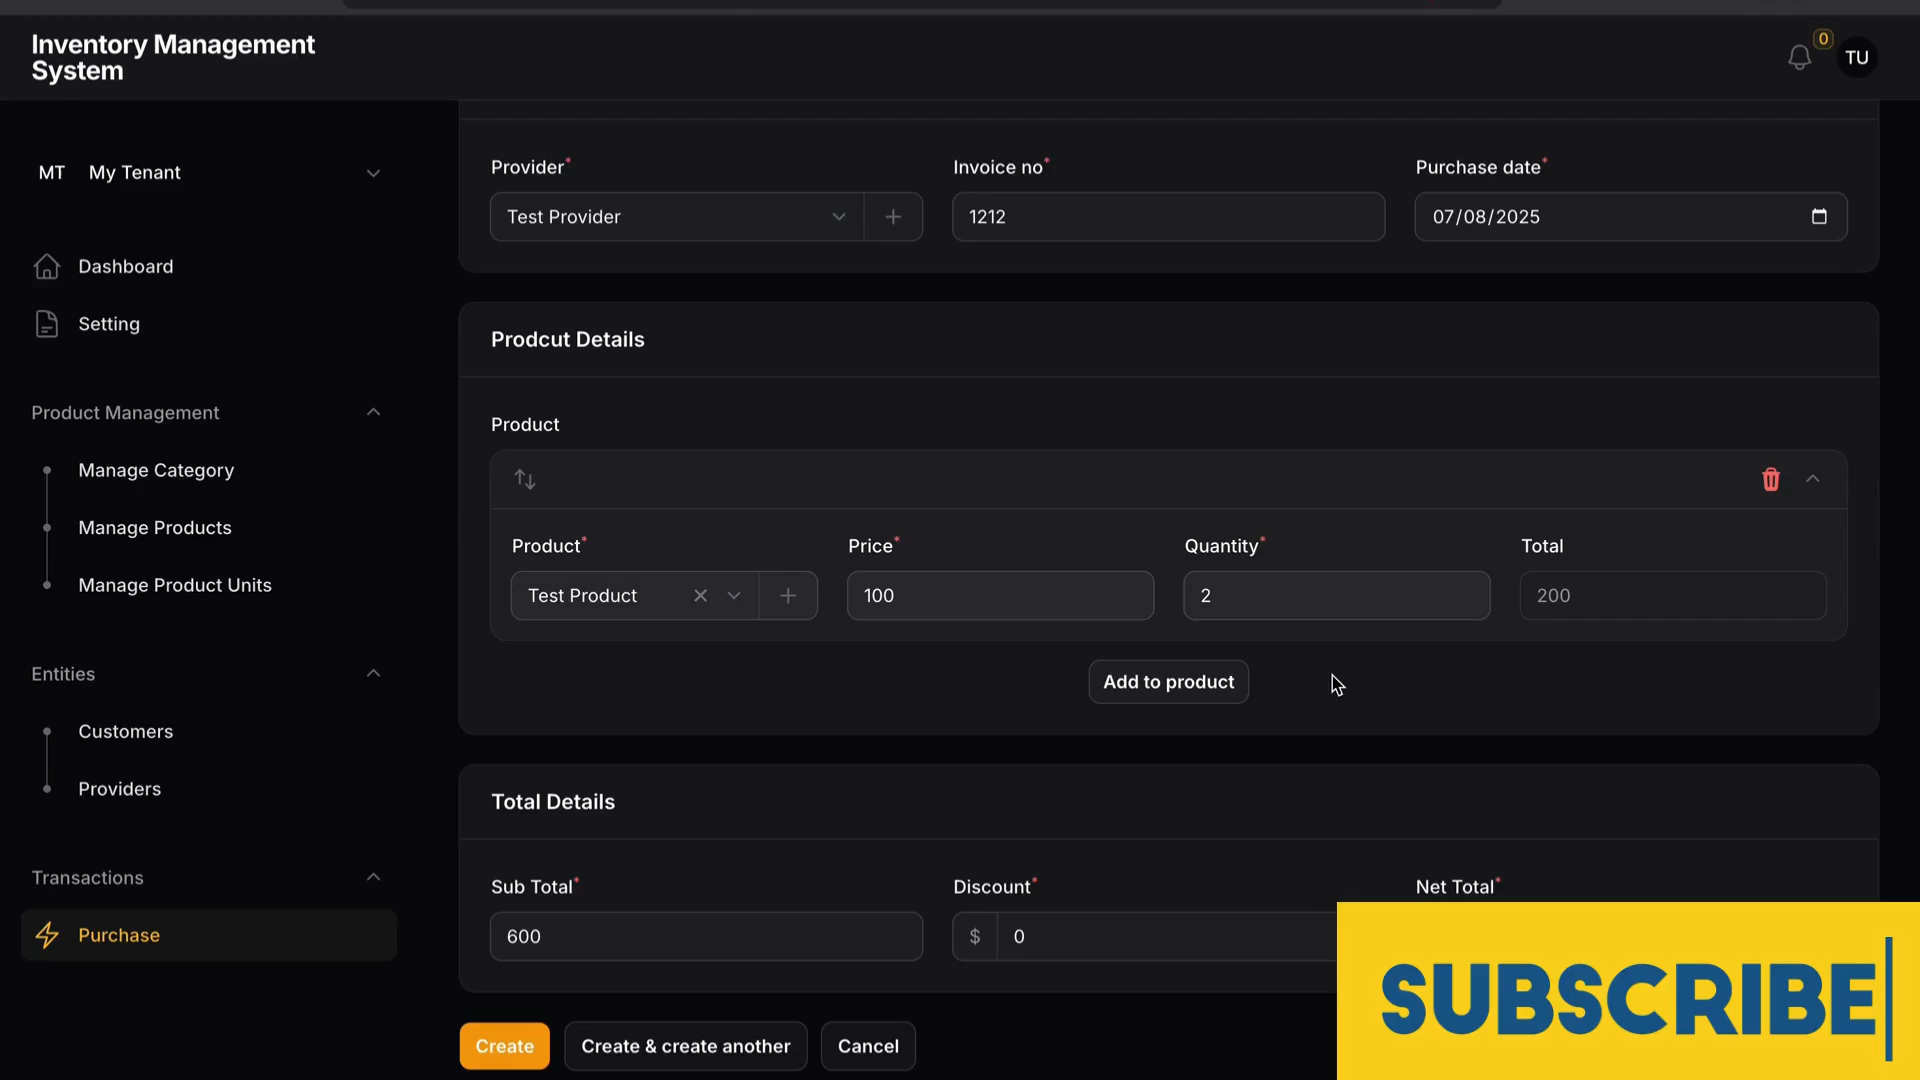 Inventory Management
System
0
TU
MT My Tenant
Dashboard
Setting
Product Management
Manage Category
Manage Products
Manage Product Units
Entities
Customers
Providers
Transactions
Purchase
Provider* Invoice no* Purchase date*
Test Provider 1212 07/08/2025
Prodcut Details
Product
Product* Price* Quantity* Total
Test Product 100 2 200
Add to product
Total Details
Sub Total* Discount* Net Total*
600 $ 0
Create Create & create another Cancel
SUBSCRIBE